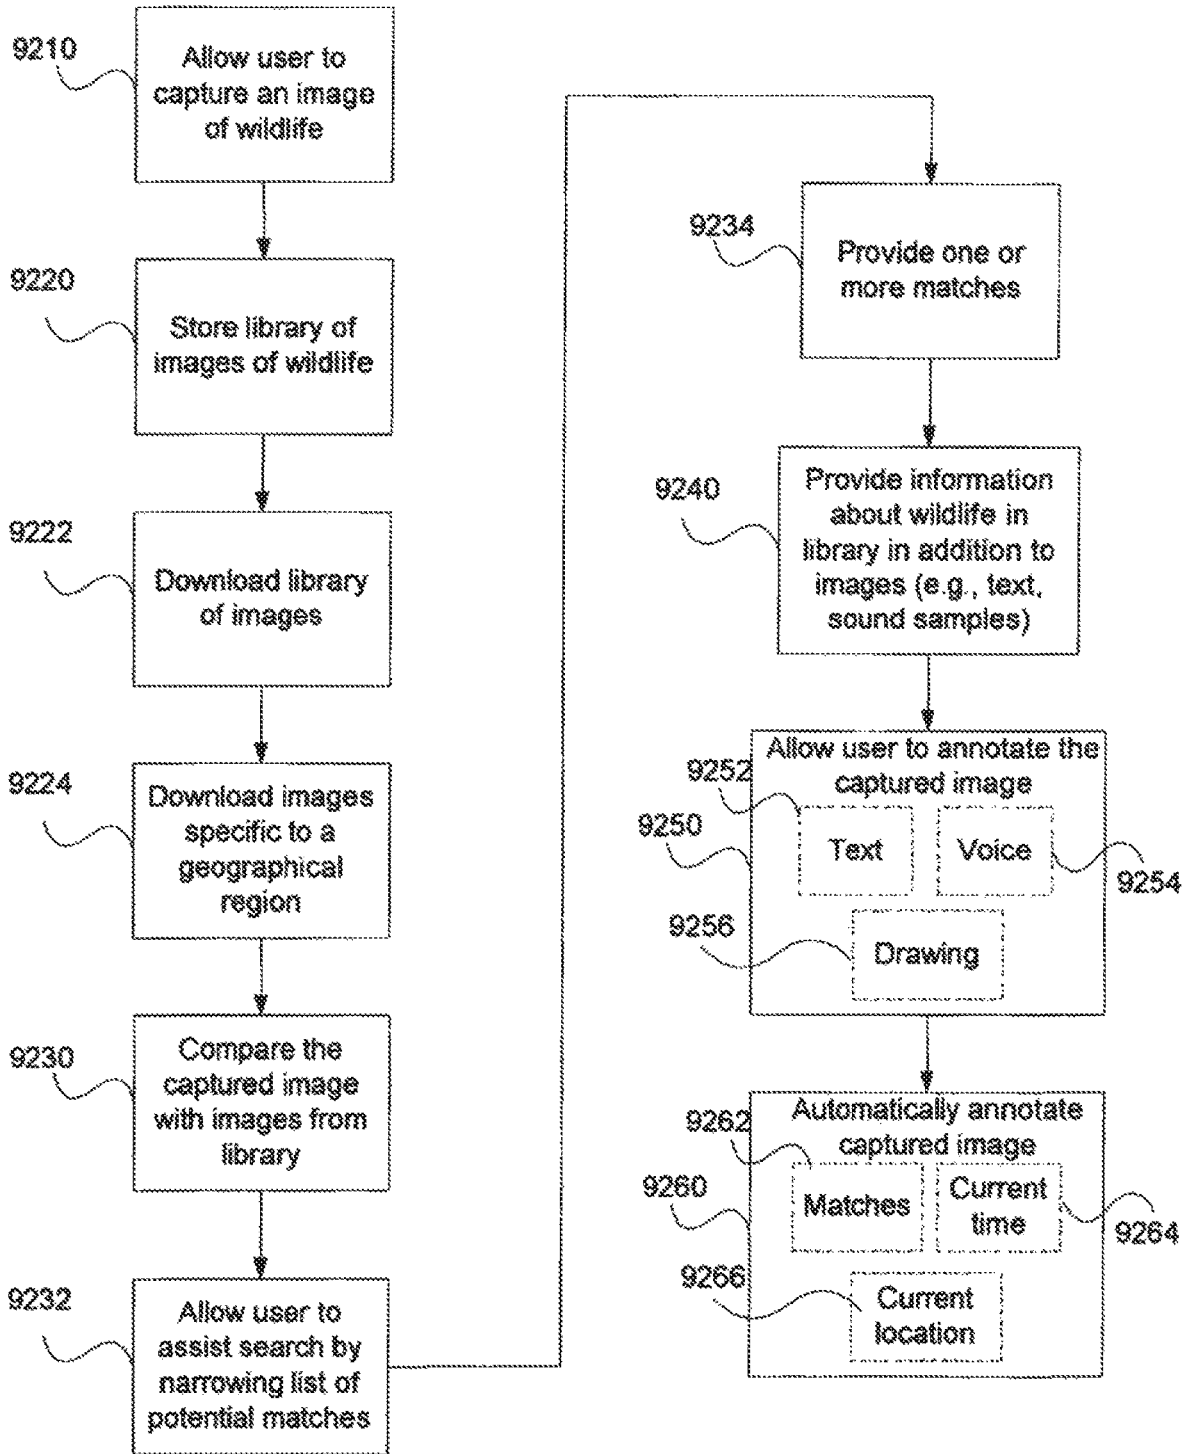 9210
Allow user to
capture an image
of wildlife
9220
Store library of
images of wildlife
9222
Download library
of images
9224
Download images
specific to a
geographical
region
9230
Compare the
captured image
with images from
library
9232
Allow user to
assist search by
narrowing list of
potential matches
9234
Provide one or
more matches
9240
Provide information
about wildlife in
library in addition to
images (e.g., text,
sound samples)
9250
Allow user to annotate the
captured image
9252
Text
Voice
9254
9256
Drawing
9260
Automatically annotate
captured image
9262
Matches
Current
time
9264
9266
Current
location